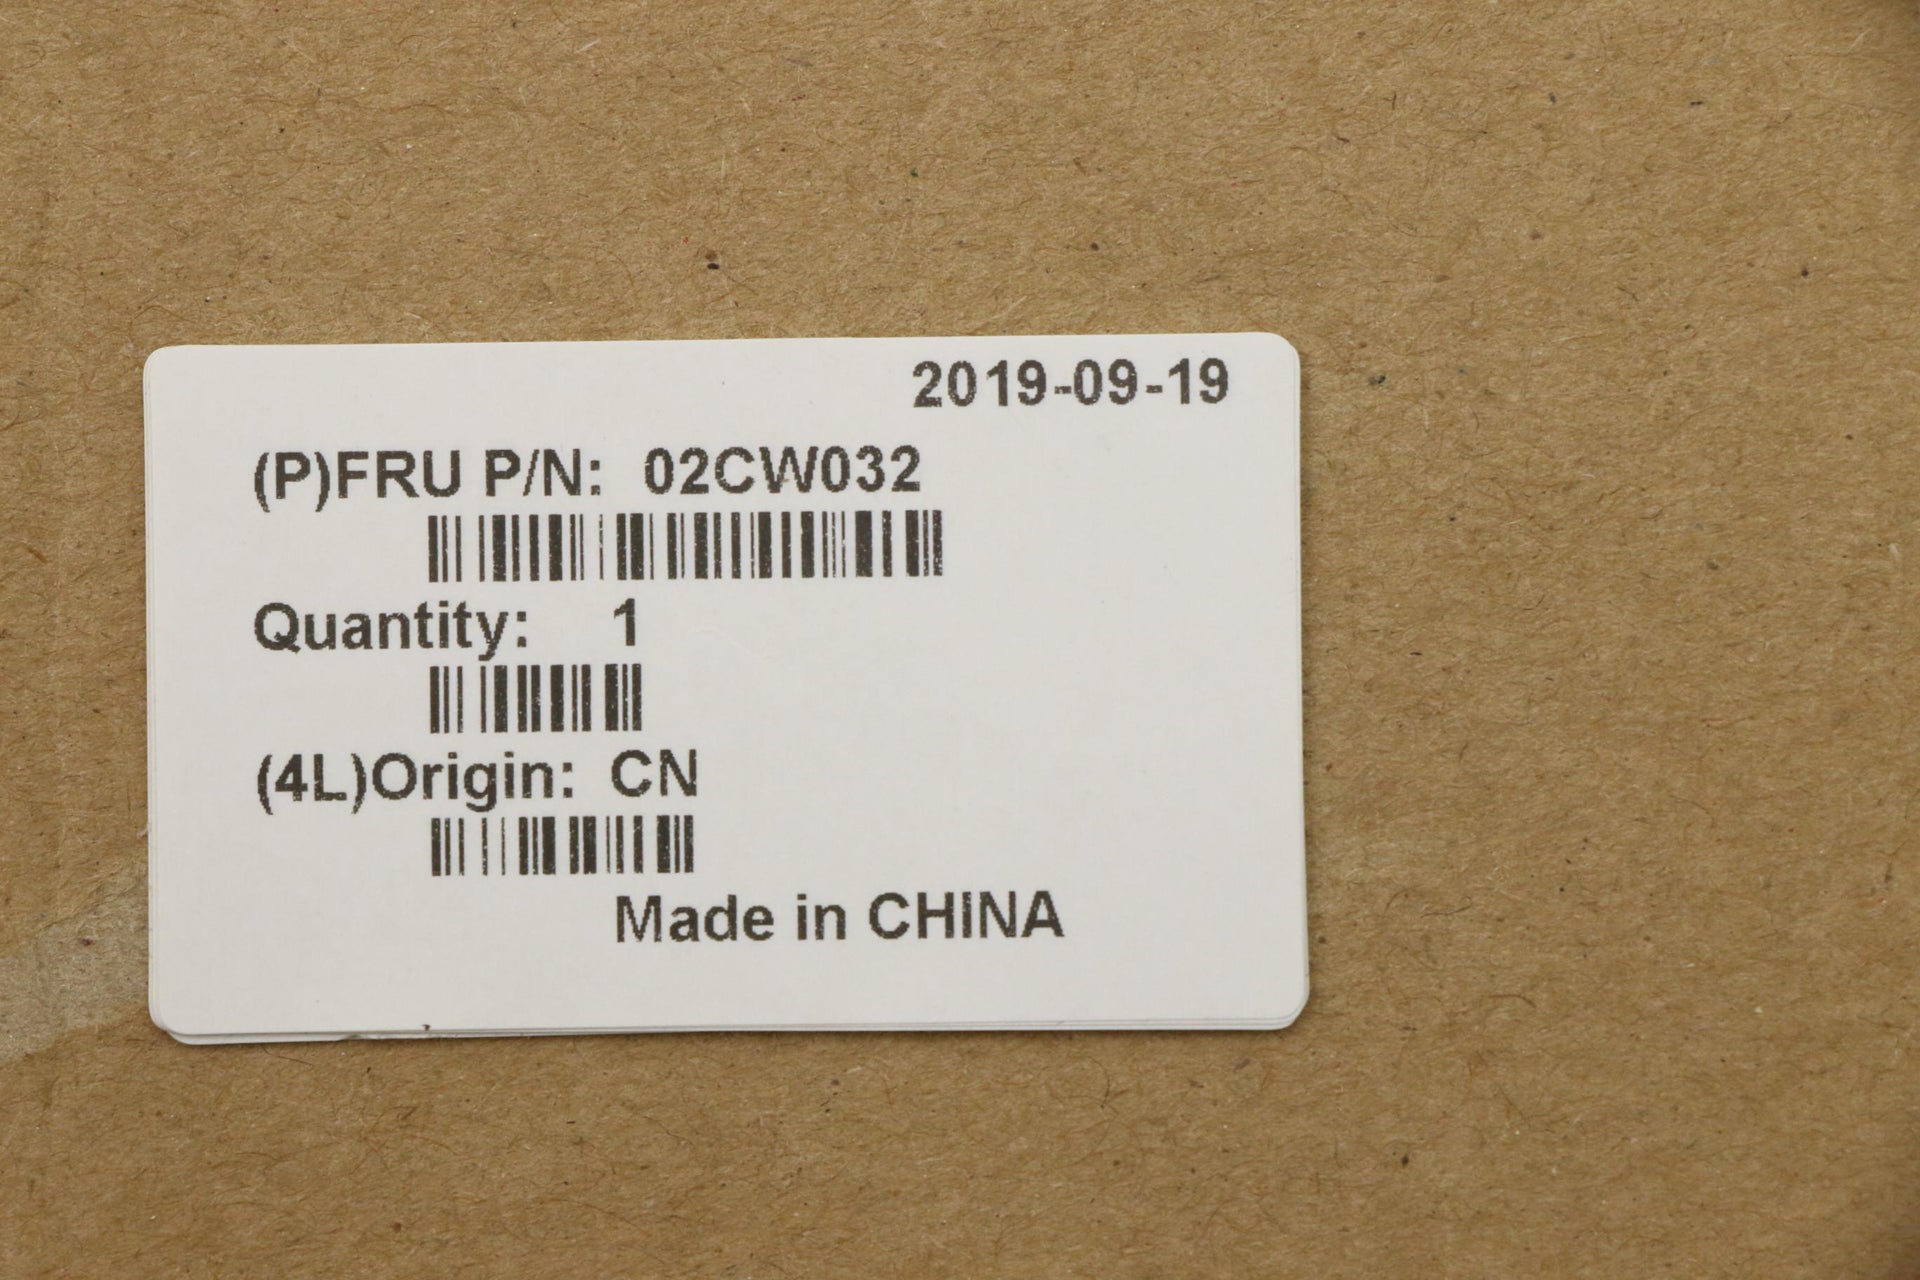 2019-09-19
(P)FRU P/N: 02CW032
Quantity: 1
(4L)Origin: CN
Made in CHINA